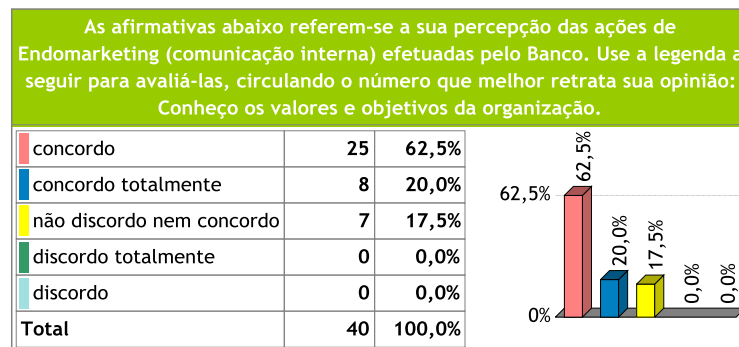 As afirmativas abaixo referem-se a sua percepção das ações de
Endomarketing (comunicação interna) efetuadas pelo Banco. Use a legenda a
seguir para avaliá-las, circulando o número que melhor retrata sua opinião:
Conheço os valores e objetivos da organização.
concordo 25 62,5%
concordo totalmente 8 20,0%
não discordo nem concordo 7 17,5%
discordo totalmente 0 0,0%
discordo 0 0,0%
Total 40 100,0%
62,5%
0%
62,5%
20,0%
17,5%
0,0%
0,0%